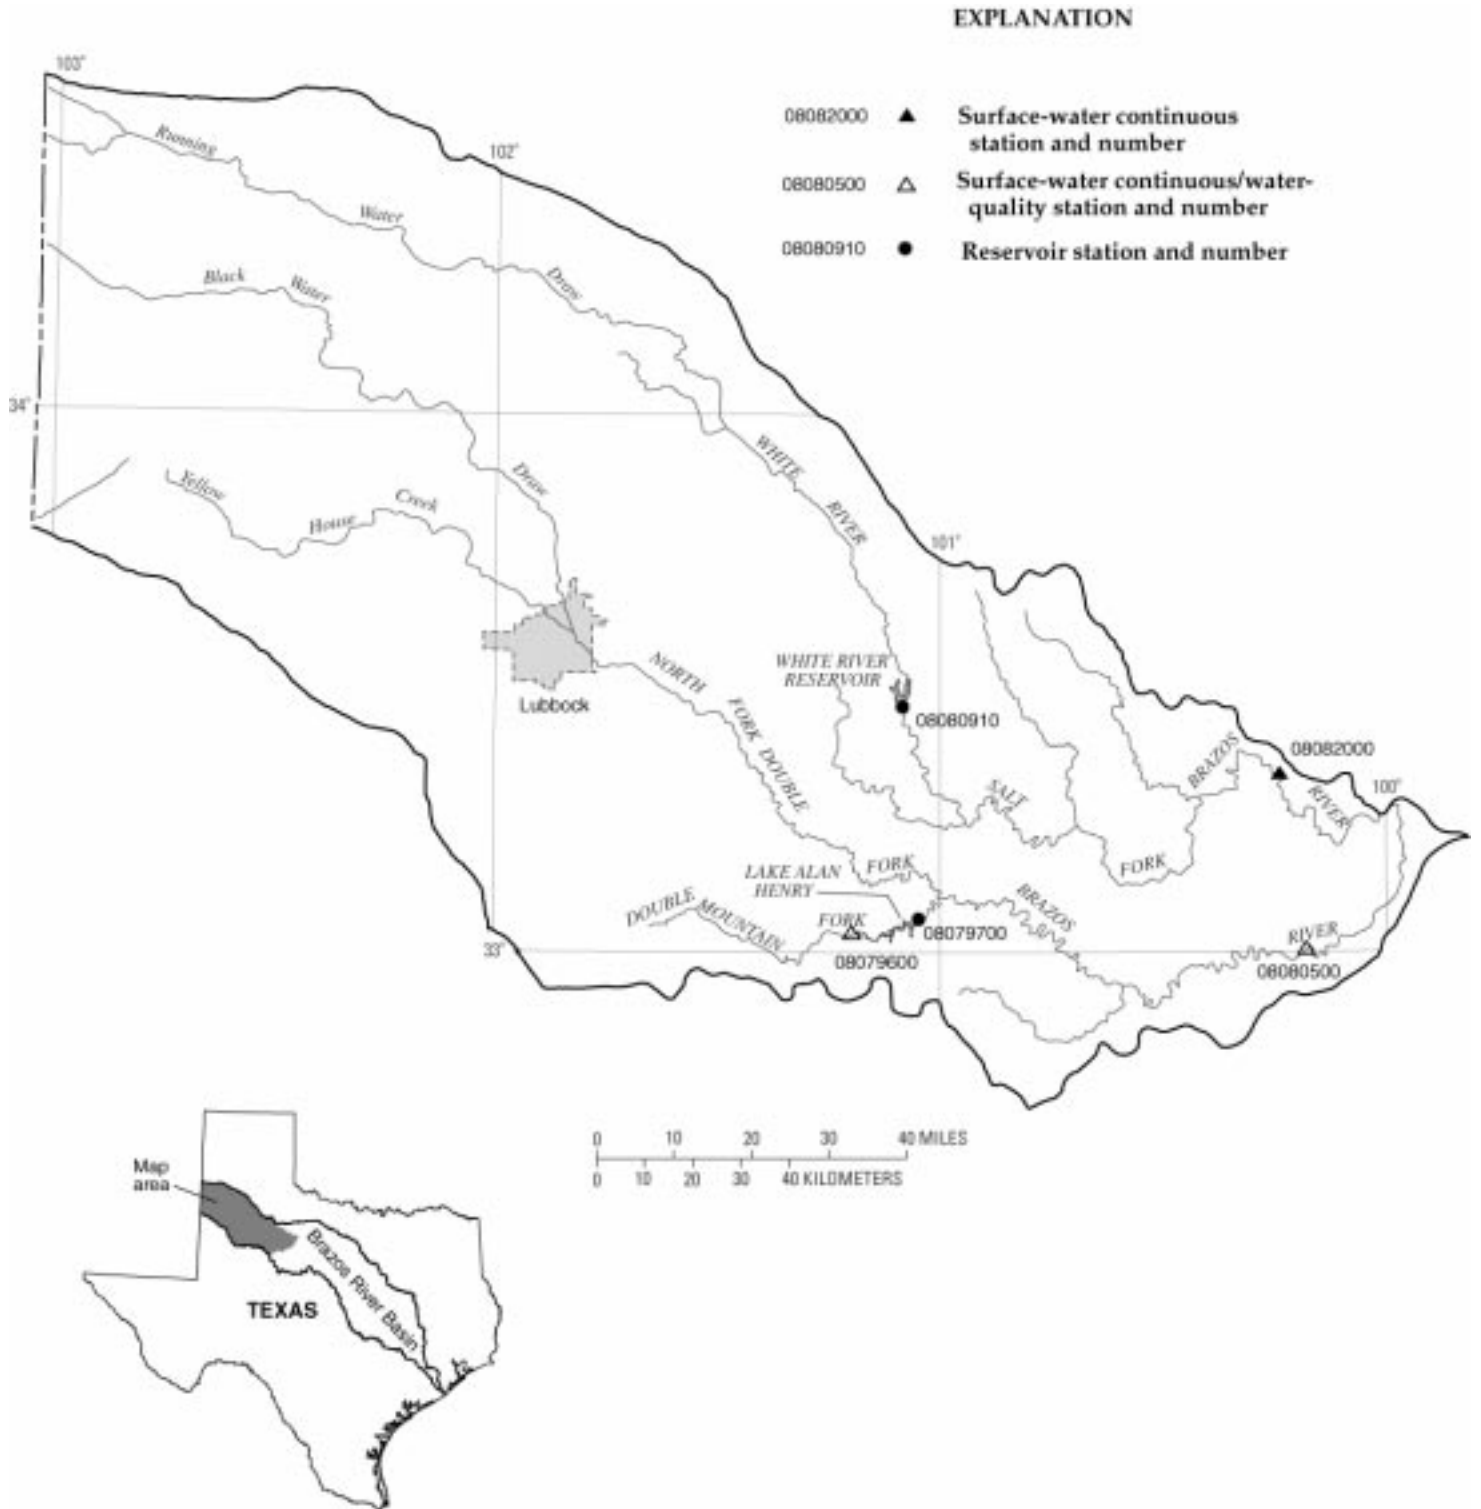 EXPLANATION
08082000 Surface-water continuous
station and number
08080500 Surface-water continuous/water-
quality station and number
08080910 Reservoir station and number
103°
102°
Running
Water
Draw
Black
Water
Draw
34°
WHITE
RIVER
Yellow
House
Creek
101°
Lubbock
NORTH
FORK DOUBLE
WHITE RIVER
RESERVOIR
08080910
SALT
BRAZOS
RIVER
08082000
100°
FORK
FORK
LAKE ALAN
HENRY
BRAZOS
DOUBLE
MOUNTAIN
FORK
08079700
08079600
RIVER
08080500
33°
0 10 20 30 40 MILES
0 10 20 30 40 KILOMETERS
Map
area
Brazos River Basin
TEXAS